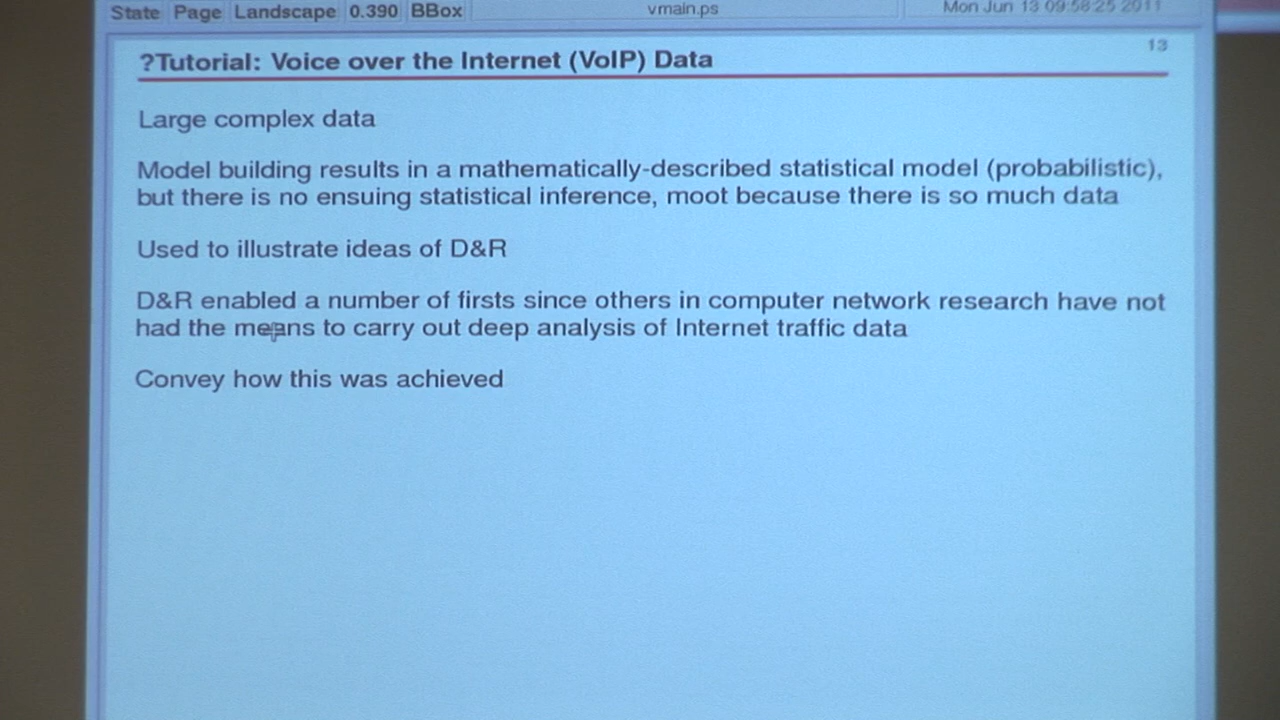 State Page Landscape 0.390 BBox vmain.ps Mon Jun 13 09:58:25 2011
13
?Tutorial: Voice over the Internet (VoIP) Data
Large complex data
Model building results in a mathematically-described statistical model (probabilistic),
but there is no ensuing statistical inference, moot because there is so much data
Used to illustrate ideas of D&R
D&R enabled a number of firsts since others in computer network research have not
had the means to carry out deep analysis of Internet traffic data
Convey how this was achieved